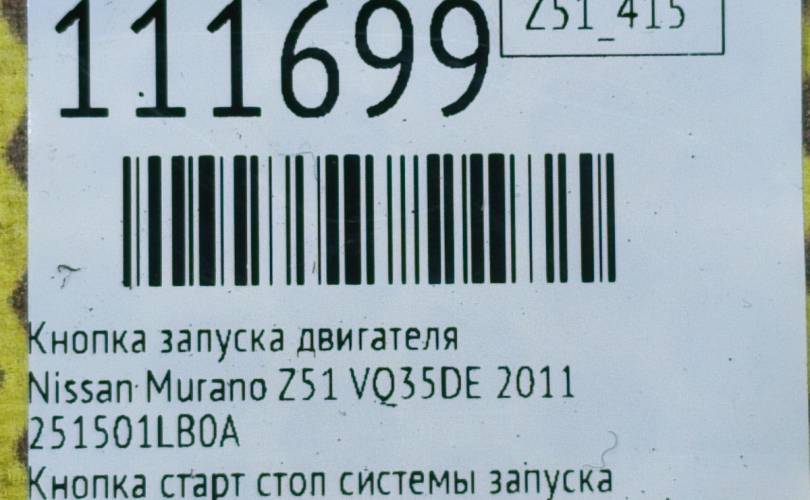 111699
Z51_415
Кнопка запуска двигателя
Nissan Murano Z51 VQ35DE 2011
251501LB0A
Кнопка старт стоп системы запуска